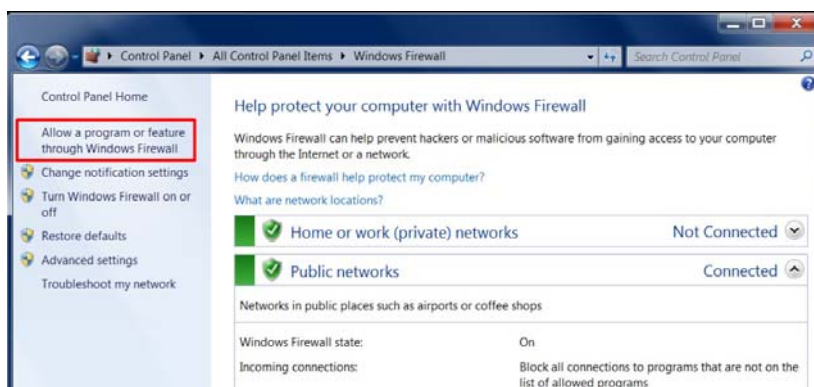 Control Panel ▸ All Control Panel Items ▸ Windows Firewall
Search Control Panel
Control Panel Home
Allow a program or feature
through Windows Firewall
Change notification settings
Turn Windows Firewall on or
off
Restore defaults
Advanced settings
Troubleshoot my network
Help protect your computer with Windows Firewall
Windows Firewall can help prevent hackers or malicious software from gaining access to your computer
through the Internet or a network.
How does a firewall help protect my computer?
What are network locations?
Home or work (private) networks Not Connected
Public networks Connected
Networks in public places such as airports or coffee shops
Windows Firewall state: On
Incoming connections: Block all connections to programs that are not on the
list of allowed programs